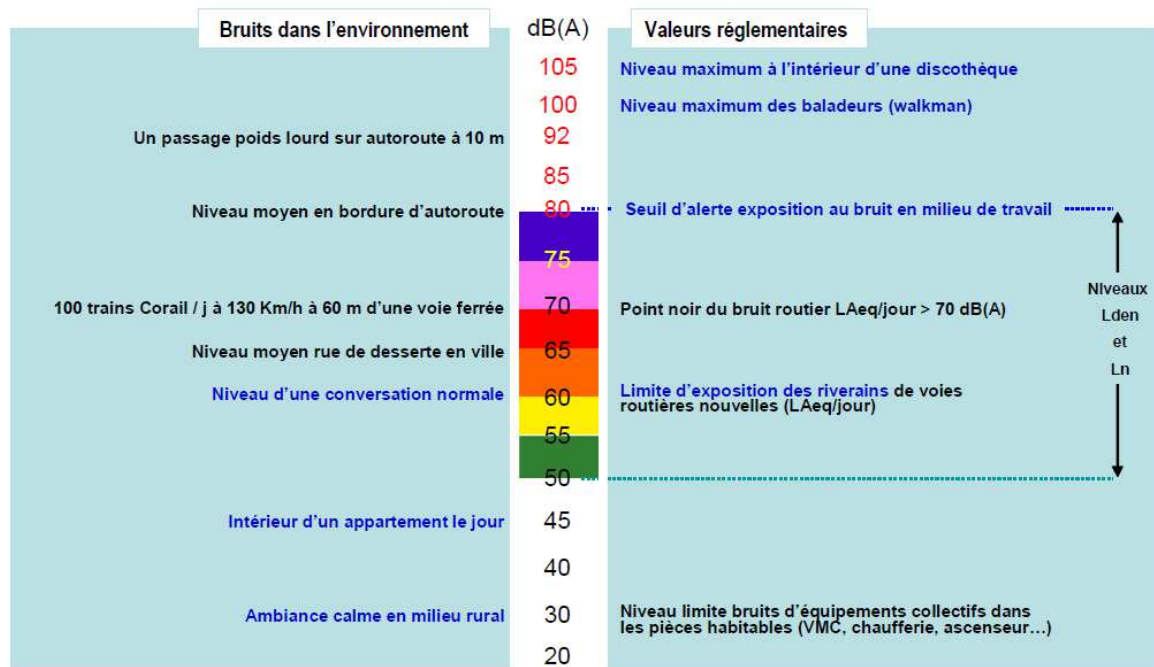 Bruits dans l'environnement dB(A) Valeurs réglementaires
105 Niveau maximum à l'intérieur d'une discothèque
100 Niveau maximum des baladeurs (walkman)
Un passage poids lourd sur autoroute à 10 m 92
85
Niveau moyen en bordure d'autoroute 80 Seuil d'alerte exposition au bruit en milieu de travail
75
Niveaux
100 trains Corail / j à 130 Km/h à 60 m d'une voie ferrée 70 Point noir du bruit routier LAeq/jour > 70 dB(A)
Lden
et
Niveau moyen rue de desserte en ville 65
Ln
Niveau d'une conversation normale 60 Limite d'exposition des riverains de voies
routières nouvelles (LAeq/jour)
55
50
Intérieur d'un appartement le jour 45
40
Ambiance calme en milieu rural 30 Niveau limite bruits d'équipements collectifs dans
les pièces habitables (VMC, chaufferie, ascenseur…)
20